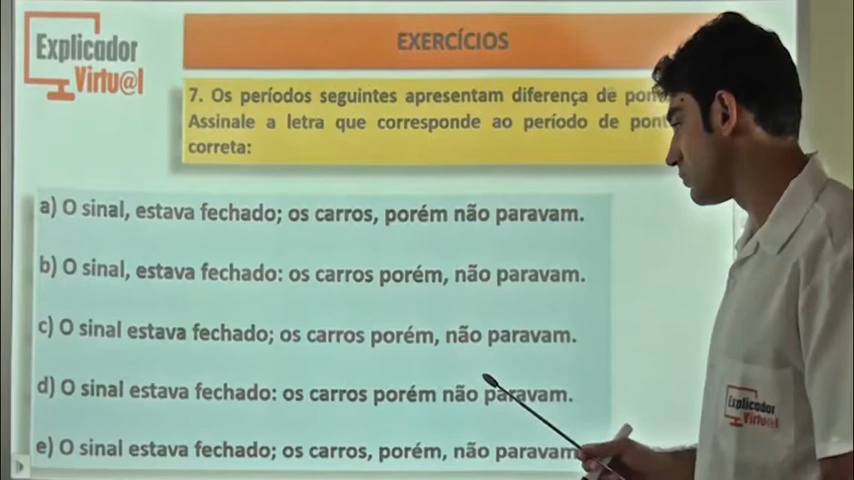 Explicador
Virtu@l
EXERCÍCIOS
7. Os períodos seguintes apresentam diferença de
Assinale a letra que corresponde ao período de
correta:
a) O sinal, estava fechado; os carros, porém não paravam.
b) O sinal, estava fechado: os carros porém, não paravam.
c) O sinal estava fechado; os carros porém, não paravam.
d) O sinal estava fechado: os carros porém não paravam.
e) O sinal estava fechado; os carros, porém, não paravam.
Explicador
Virtu@l